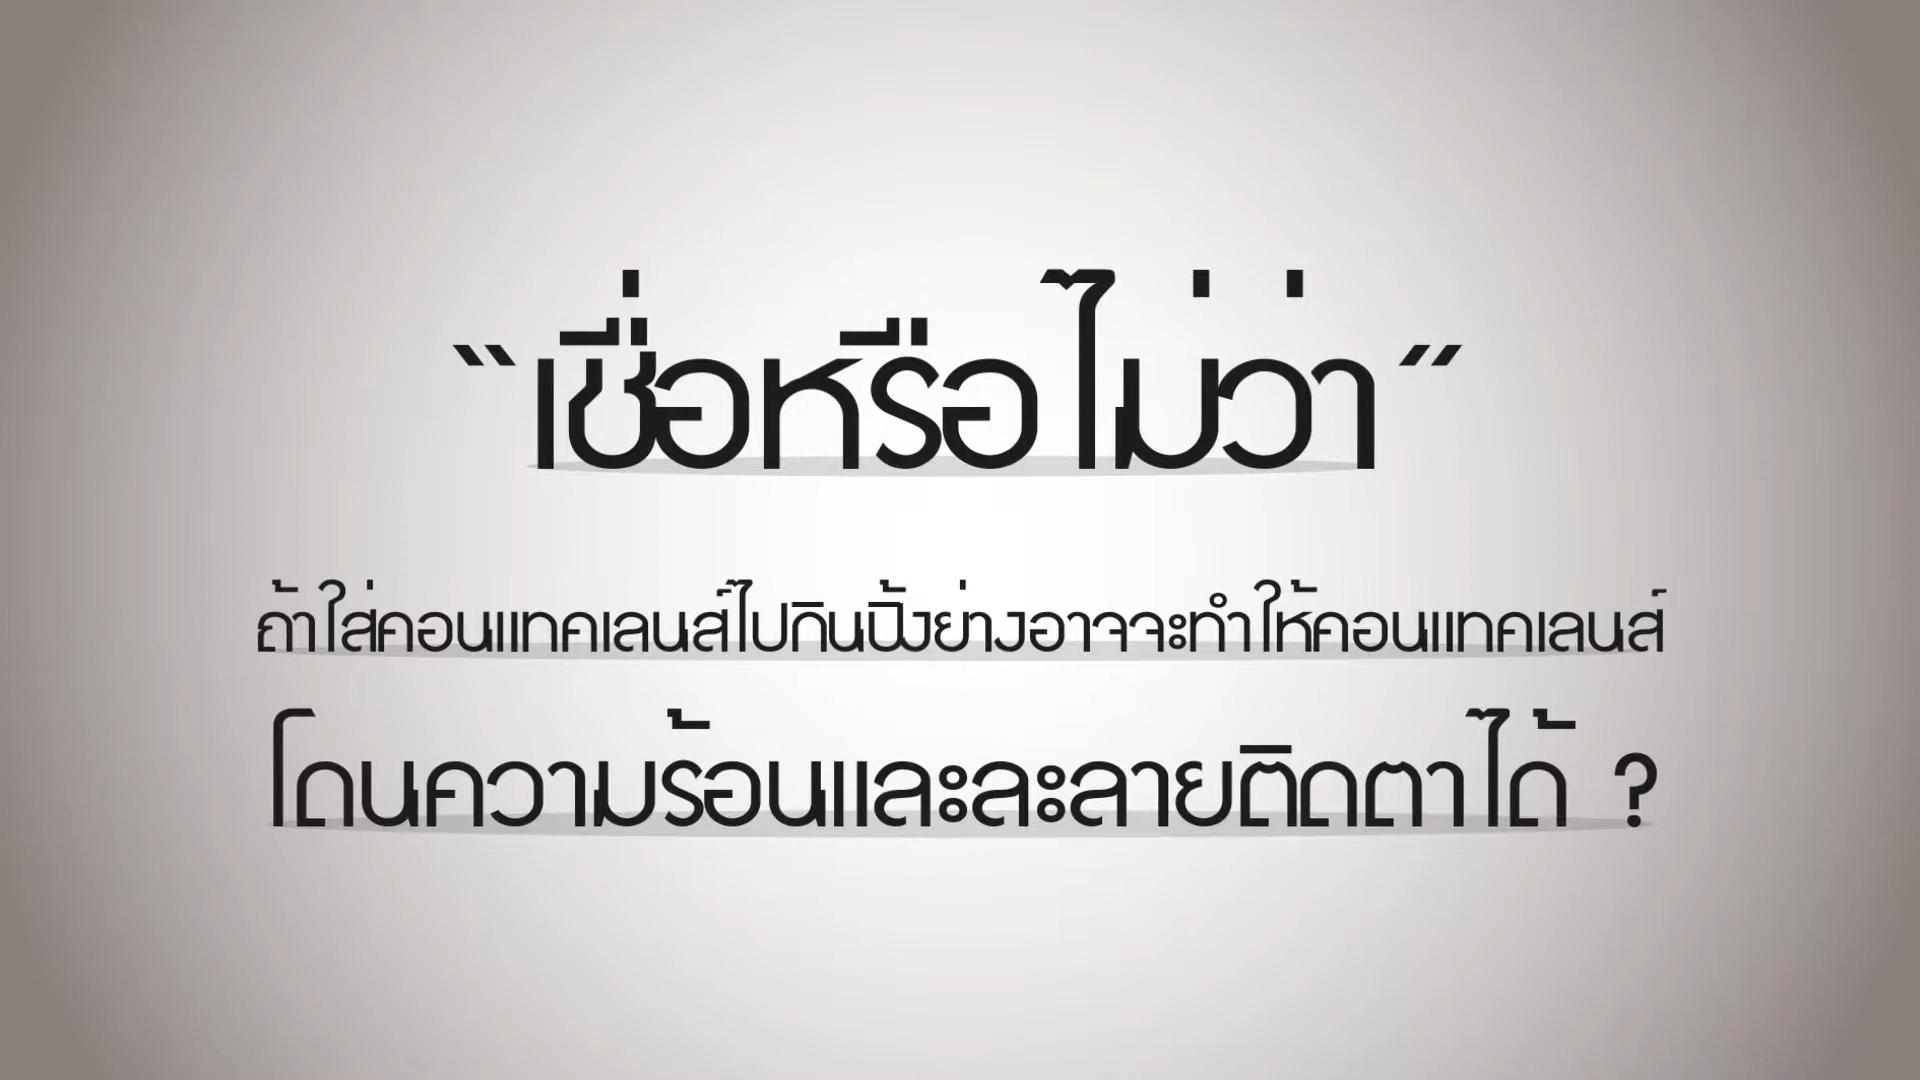 “เชื่อหรือไม่ว่า”
ถ้าใส่คอนแทคเลนส์ไปกินปิ้งย่างอาจจะทำให้คอนแทคเลนส์
โดนความร้อนและละลายติดตาได้ ?